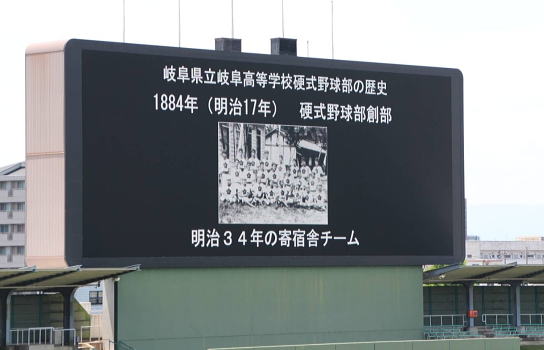 岐阜県立岐阜高等学校硬式野球部の歴史
1884年（明治17年）　硬式野球部創部
明治３４年の寄宿舎チーム